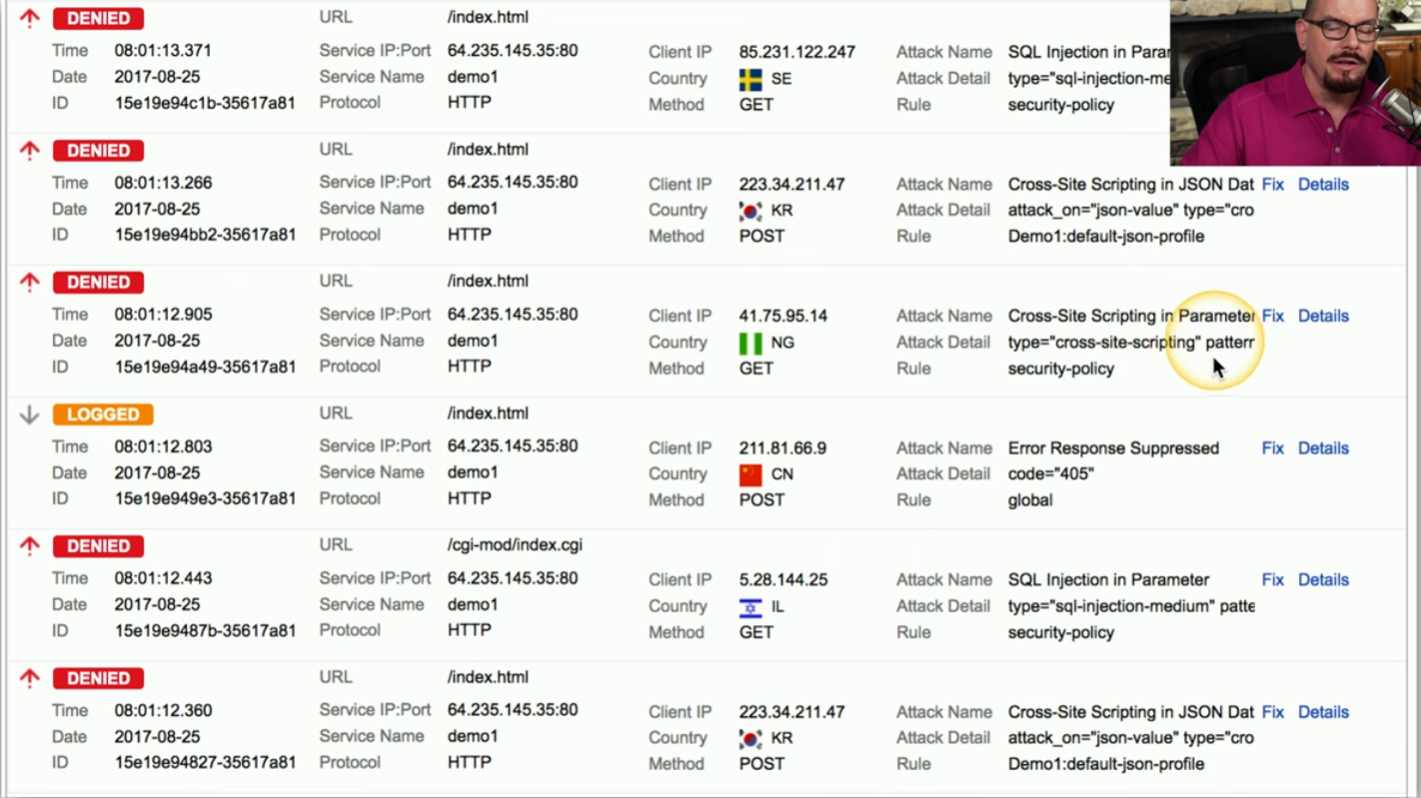 DENIED URL /index.html
Time 08:01:13.371 Service IP:Port 64.235.145.35:80 Client IP 85.231.122.247 Attack Name SQL Injection in
Date 2017-08-25 Service Name demo1 Country SE Attack Detail type="sql-injection-me
ID 15e19e94c1b-35617a81 Protocol HTTP Method GET Rule security-policy
DENIED URL /index.html
Time 08:01:13.266 Service IP:Port 64.235.145.35:80 Client IP 223.34.211.47 Attack Name Cross-Site Scripting in JSON Dat Fix Details
Date 2017-08-25 Service Name demo1 Country KR Attack Detail attack_on="json-value" type="cro
ID 15e19e94bb2-35617a81 Protocol HTTP Method POST Rule Demo1:default-json-profile
DENIED URL /index.html
Time 08:01:12.905 Service IP:Port 64.235.145.35:80 Client IP 41.75.95.14 Attack Name Cross-Site Scripting in Parameter Fix Details
Date 2017-08-25 Service Name demo1 Country NG Attack Detail type="cross-site-scripting"
ID 15e19e94a49-35617a81 Protocol HTTP Method GET Rule security-policy
LOGGED URL /index.html
Time 08:01:12.803 Service IP:Port 64.235.145.35:80 Client IP 211.81.66.9 Attack Name Error Response Suppressed Fix Details
Date 2017-08-25 Service Name demo1 Country CN Attack Detail code="405"
ID 15e19e949e3-35617a81 Protocol HTTP Method POST Rule global
DENIED URL /cgi-mod/index.cgi
Time 08:01:12.443 Service IP:Port 64.235.145.35:80 Client IP 5.28.144.25 Attack Name SQL Injection in Parameter Fix Details
Date 2017-08-25 Service Name demo1 Country IL Attack Detail type="sql-injection-medium" patte
ID 15e19e9487b-35617a81 Protocol HTTP Method GET Rule security-policy
DENIED URL /index.html
Time 08:01:12.360 Service IP:Port 64.235.145.35:80 Client IP 223.34.211.47 Attack Name Cross-Site Scripting in JSON Dat Fix Details
Date 2017-08-25 Service Name demo1 Country KR Attack Detail attack_on="json-value" type="cro
ID 15e19e94827-35617a81 Protocol HTTP Method POST Rule Demo1:default-json-profile